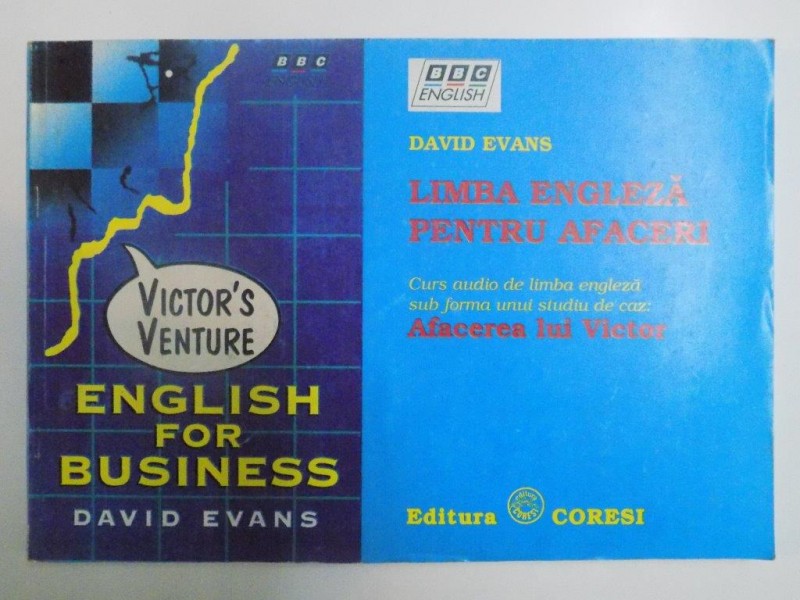 BBC
VICTOR'S
VENTURE
ENGLISH
FOR
BUSINESS
DAVID EVANS
BBC
ENGLISH
DAVID EVANS
LIMBA ENGLEZĂ
PENTRU AFACERI
Curs audio de limba engleză
sub forma unui studiu de caz:
Afacerea lui Victor
Editura CORESI